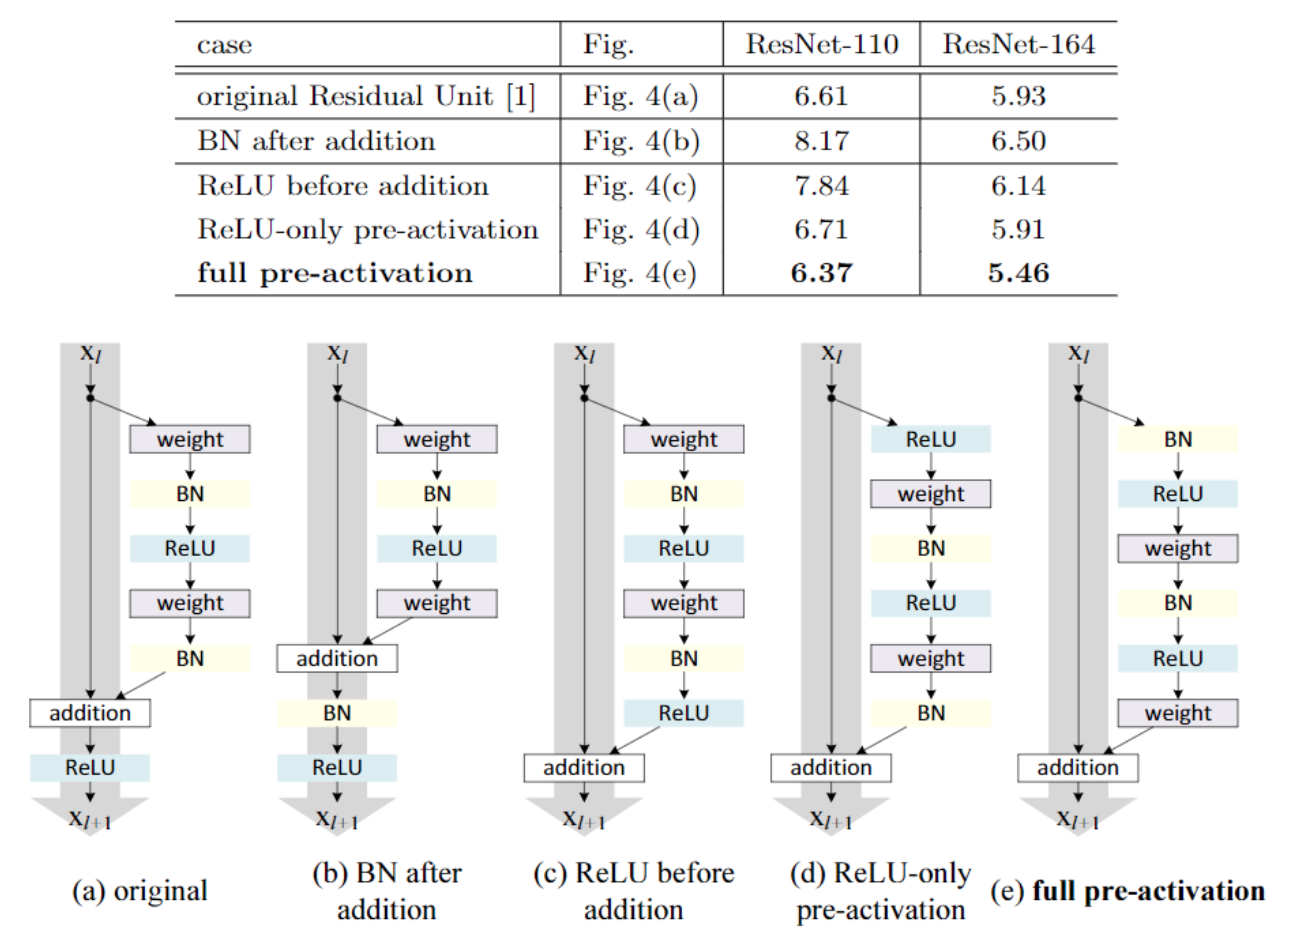 case Fig. ResNet-110 ResNet-164
original Residual Unit [1] Fig. 4(a) 6.61 5.93
BN after addition Fig. 4(b) 8.17 6.50
ReLU before addition Fig. 4(c) 7.84 6.14
ReLU-only pre-activation Fig. 4(d) 6.71 5.91
full pre-activation Fig. 4(e) 6.37 5.46
x_l
weight
BN
ReLU
weight
BN
addition
ReLU
x_{l+1}
(a) original
x_l
weight
BN
ReLU
weight
addition
BN
ReLU
x_{l+1}
(b) BN after
addition
x_l
weight
BN
ReLU
weight
BN
ReLU
addition
x_{l+1}
(c) ReLU before
addition
x_l
ReLU
weight
BN
ReLU
weight
BN
addition
x_{l+1}
(d) ReLU-only
pre-activation
x_l
BN
ReLU
weight
BN
ReLU
weight
addition
x_{l+1}
(e) full pre-activation